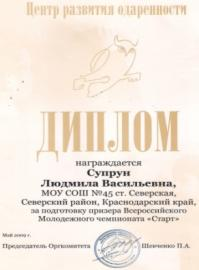 Центр развития одаренности
ДИПЛОМ
награждается
Супрун
Людмила Васильевна,
МОУ СОШ №45 ст. Северская,
Северский район, Краснодарский край,
за подготовку призера Всероссийского
Молодежного чемпионата «Старт»
Май 2009 г.
Председатель Оргкомитета Шевченко П.А.